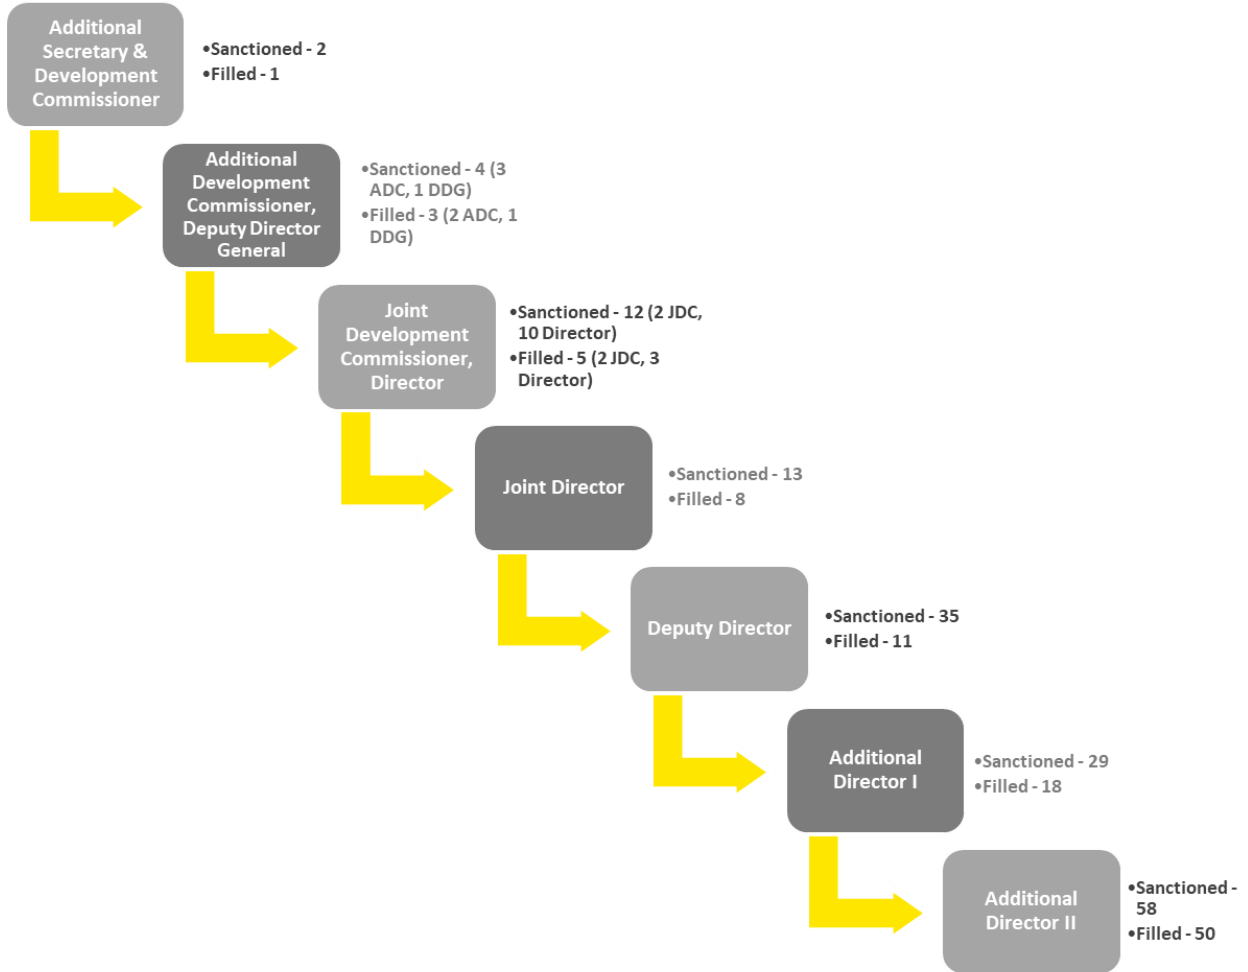 Additional
Secretary &
Development
Commissioner
•Sanctioned - 2
•Filled - 1
Additional
Development
Commissioner,
Deputy Director
General
•Sanctioned - 4 (3
ADC, 1 DDG)
•Filled - 3 (2 ADC, 1
DDG)
Joint
Development
Commissioner,
Director
•Sanctioned - 12 (2 JDC,
10 Director)
•Filled - 5 (2 JDC, 3
Director)
Joint Director
•Sanctioned - 13
•Filled - 8
Deputy Director
•Sanctioned - 35
•Filled - 11
Additional
Director I
•Sanctioned - 29
•Filled - 18
Additional
Director II
•Sanctioned -
58
•Filled - 50